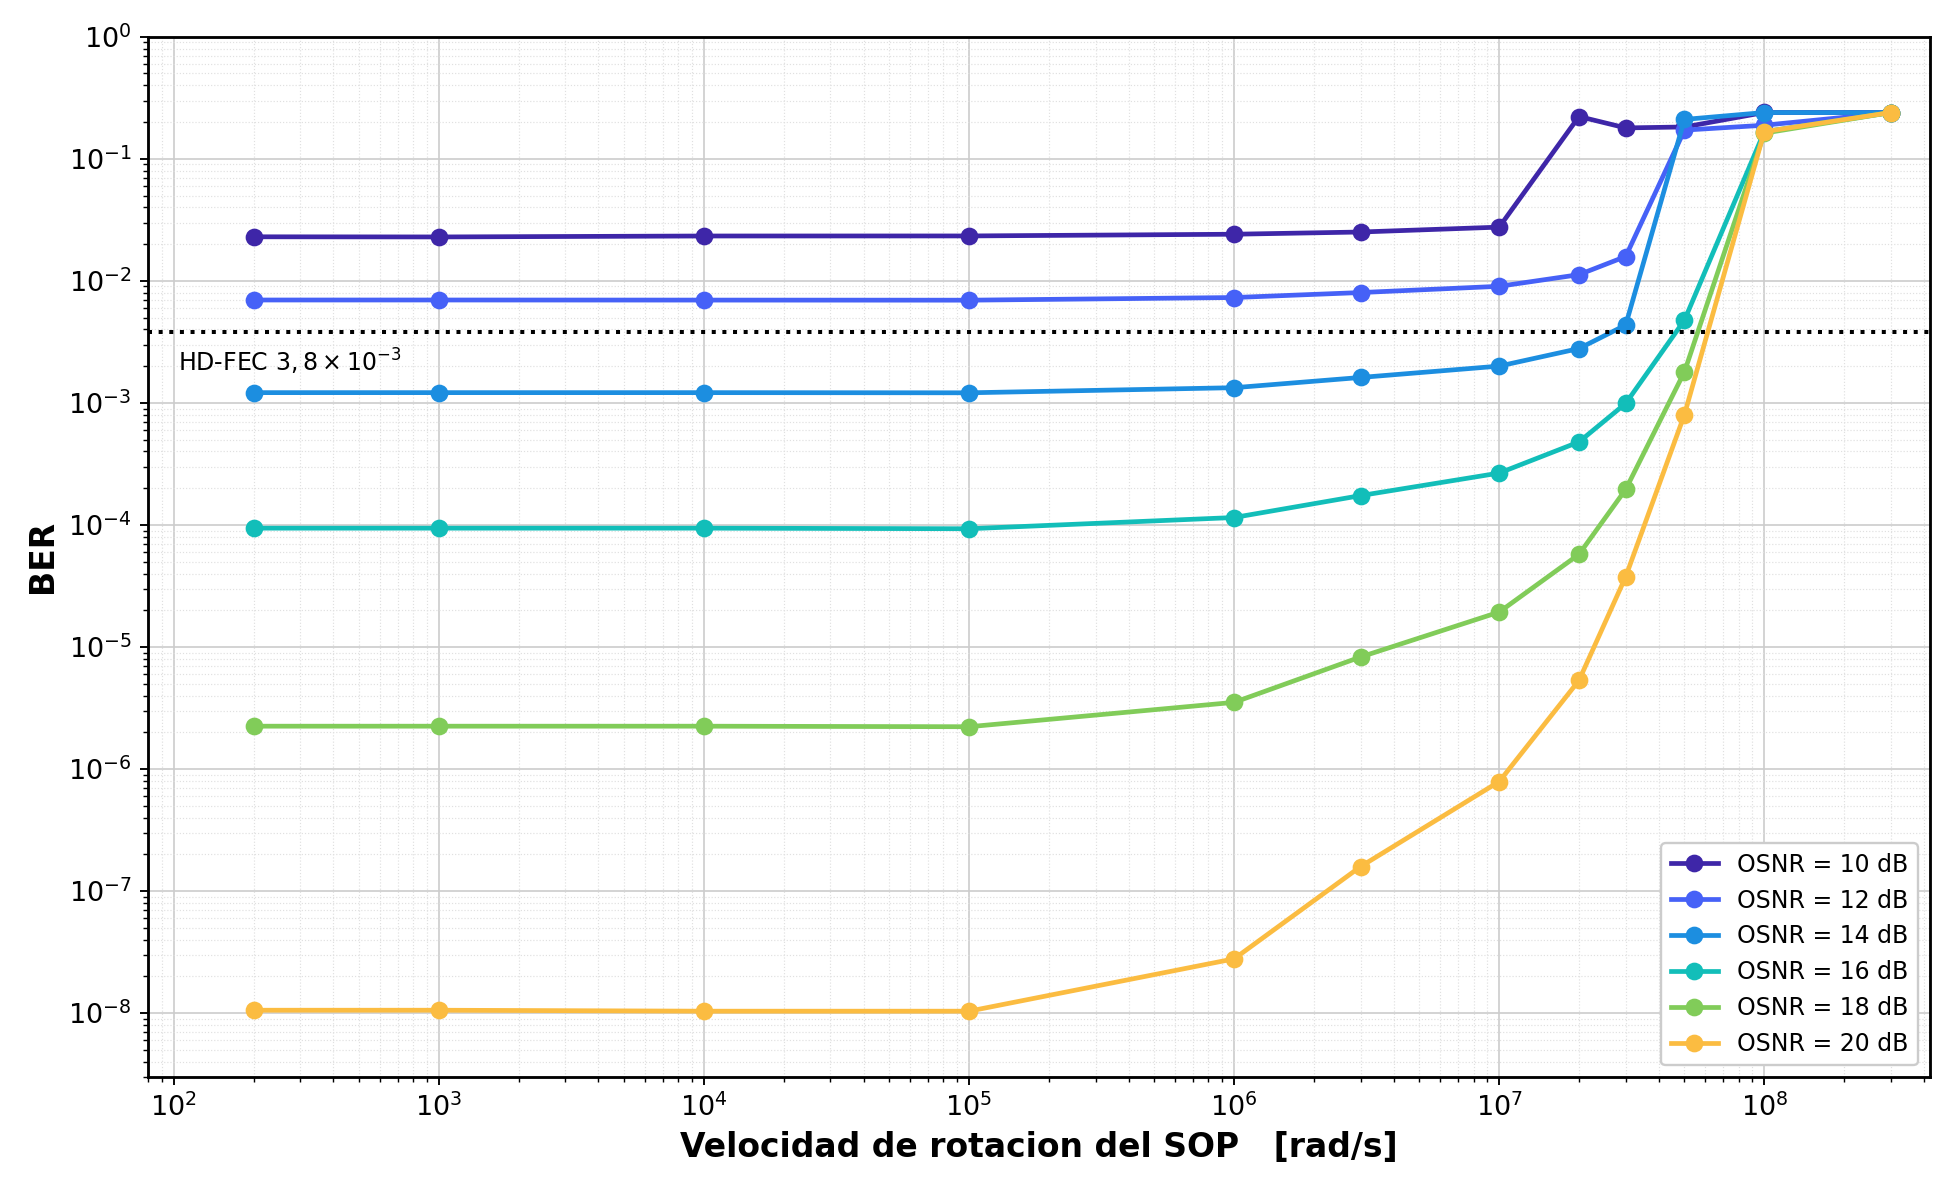 10^0
10^−1
10^−2
HD-FEC 3, 8 × 10^−3
10^−3
10^−4
10^−5
10^−6
10^−7
10^−8
BER
OSNR = 10 dB
OSNR = 12 dB
OSNR = 14 dB
OSNR = 16 dB
OSNR = 18 dB
OSNR = 20 dB
10^2 10^3 10^4 10^5 10^6 10^7 10^8
Velocidad de rotacion del SOP [rad/s]